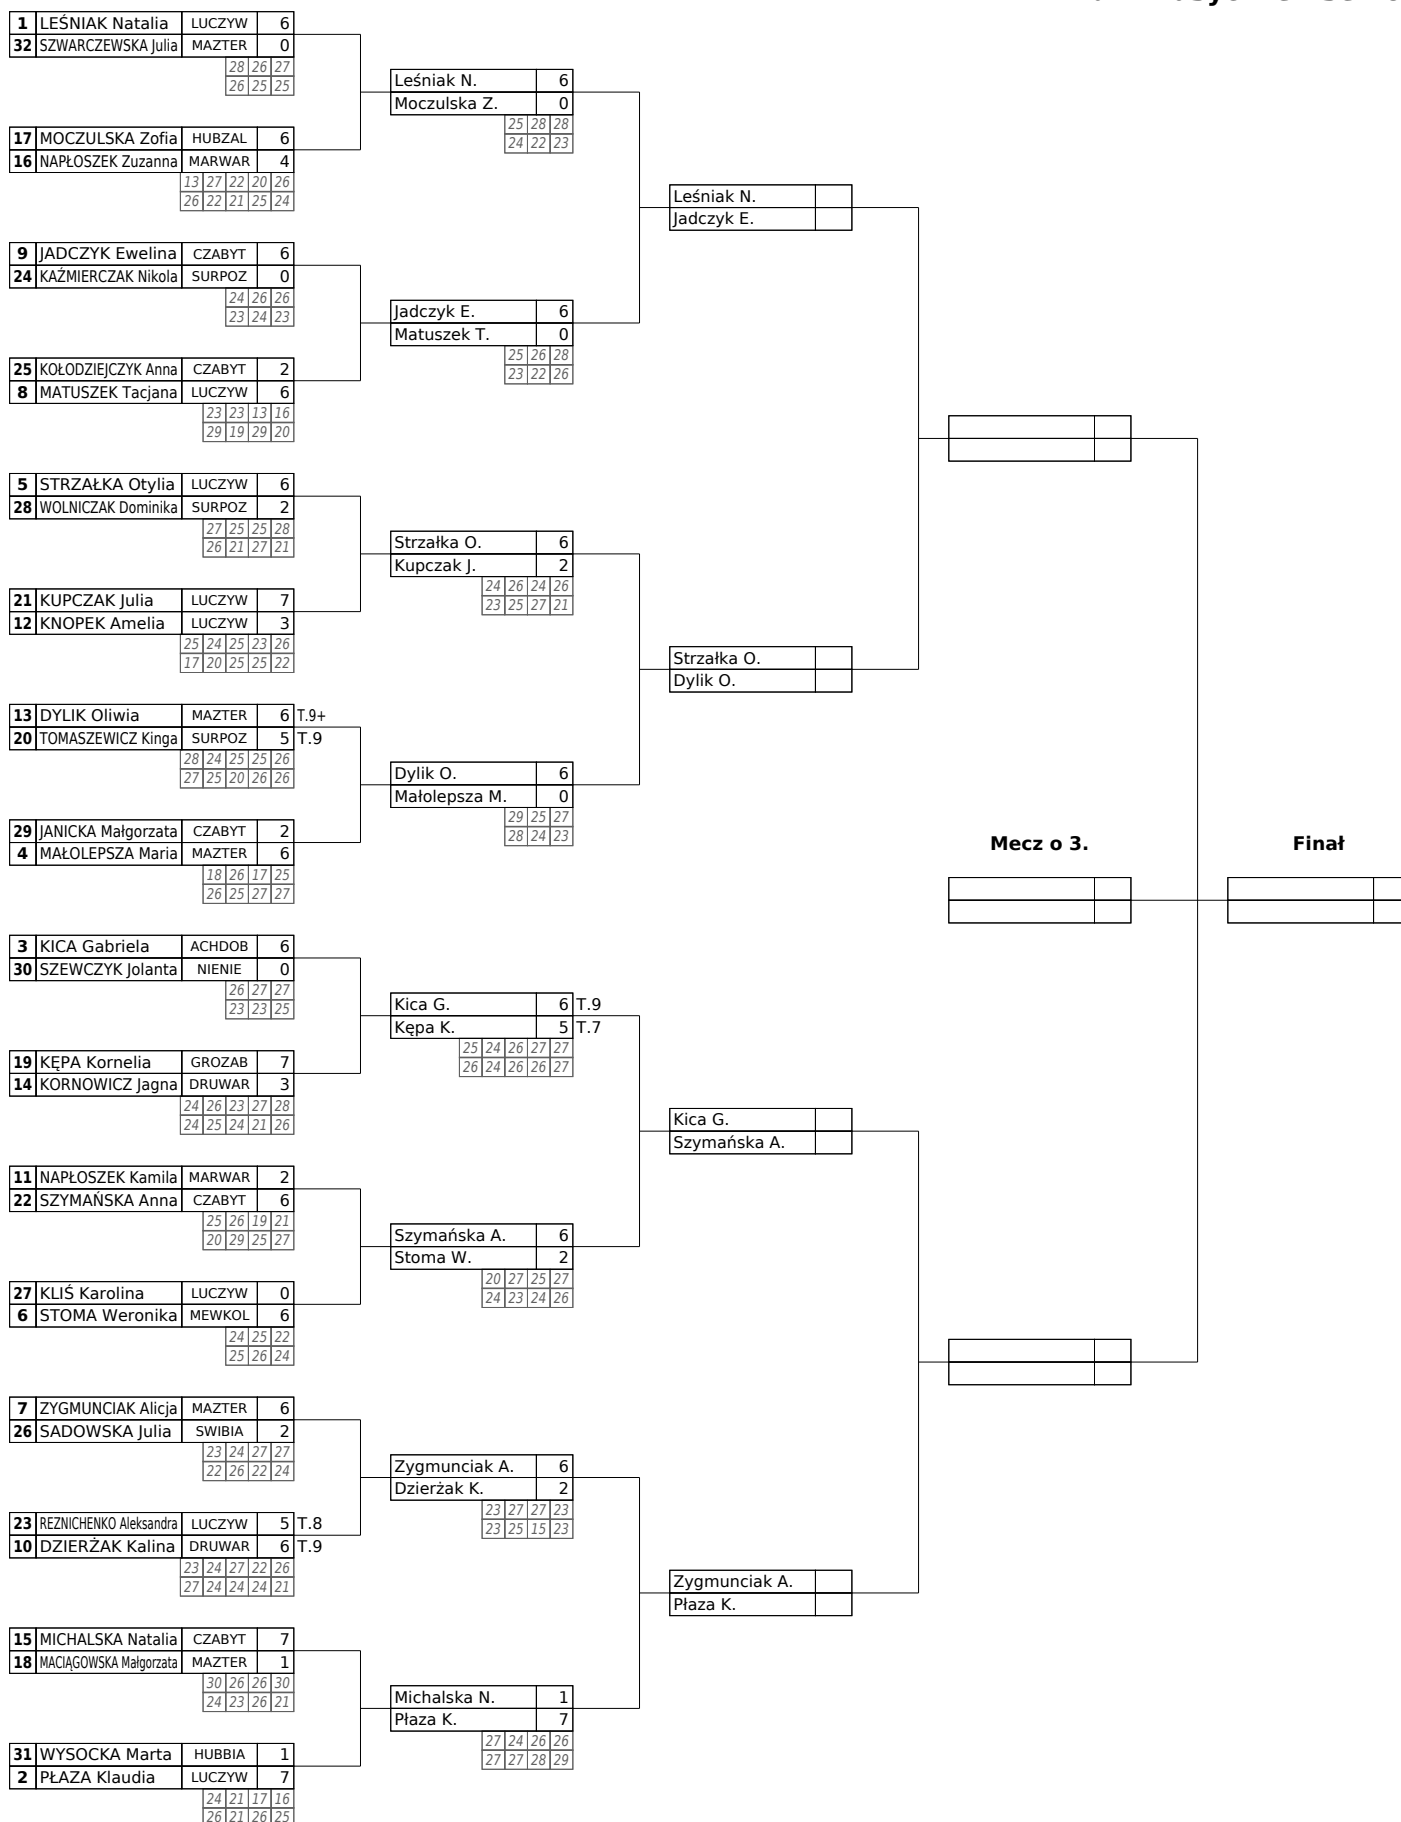 1 LEŚNIAK Natalia LUCZYW 6
32 SZWARCZEWSKA Julia MAZTER 0
28 26 27
26 25 25
Leśniak N. 6
Moczulska Z. 0
25 28 28
24 22 23
17 MOCZULSKA Zofia HUBZAL 6
16 NAPŁOSZEK Zuzanna MARWAR 4
13 27 22 20 26
26 22 21 25 24
Leśniak N.
Jadczyk E.
9 JADCZYK Ewelina CZABYT 6
24 KAŹMIERCZAK Nikola SURPOZ 0
24 26 26
23 24 23
Jadczyk E. 6
Matuszek T. 0
25 26 28
23 22 26
25 KOŁODZIEJCZYK Anna CZABYT 2
8 MATUSZEK Tacjana LUCZYW 6
23 23 13 16
29 19 29 20
5 STRZAŁKA Otylia LUCZYW 6
28 WOLNICZAK Dominika SURPOZ 2
27 25 25 28
26 21 27 21
Strzałka O. 6
Kupczak J. 2
24 26 24 26
23 25 27 21
21 KUPCZAK Julia LUCZYW 7
12 KNOPEK Amelia LUCZYW 3
25 24 25 23 26
17 20 25 25 22
Strzałka O.
Dylik O.
13 DYLIK Oliwia MAZTER 6 T.9+
20 TOMASZEWICZ Kinga SURPOZ 5 T.9
28 24 25 25 26
27 25 20 26 26
Dylik O. 6
Małolepsza M. 0
29 25 27
28 24 23
29 JANICKA Małgorzata CZABYT 2
4 MAŁOLEPSZA Maria MAZTER 6
18 26 17 25
26 25 27 27
Mecz o 3. Finał
3 KICA Gabriela ACHDOB 6
30 SZEWCZYK Jolanta NIENIE 0
26 27 27
23 23 25
Kica G. 6 T.9
Kępa K. 5 T.7
25 24 26 27 27
26 24 26 26 27
19 KĘPA Kornelia GROZAB 7
14 KORNOWICZ Jagna DRUWAR 3
24 26 23 27 28
24 25 24 21 26
Kica G.
Szymańska A.
11 NAPŁOSZEK Kamila MARWAR 2
22 SZYMAŃSKA Anna CZABYT 6
25 26 19 21
20 29 25 27
Szymańska A. 6
Stoma W. 2
20 27 25 27
24 23 24 26
27 KLIŚ Karolina LUCZYW 0
6 STOMA Weronika MEWKOL 6
24 25 22
25 26 24
7 ZYGMUNCIAK Alicja MAZTER 6
26 SADOWSKA Julia SWIBIA 2
23 24 27 27
22 26 22 24
Zygmunciak A. 6
Dzierżak K. 2
23 27 27 23
23 25 15 23
23 REZNICHENKO Aleksandra LUCZYW 5 T.8
10 DZIERŻAK Kalina DRUWAR 6 T.9
23 24 27 22 26
27 24 24 24 21
Zygmunciak A.
Płaza K.
15 MICHALSKA Natalia CZABYT 7
18 MACIĄGOWSKA Małgorzata MAZTER 1
30 26 26 30
24 23 26 21
Michalska N. 1
Płaza K. 7
27 24 26 26
27 27 28 29
31 WYSOCKA Marta HUBBIA 1
2 PŁAZA Klaudia LUCZYW 7
24 21 17 16
26 21 26 25